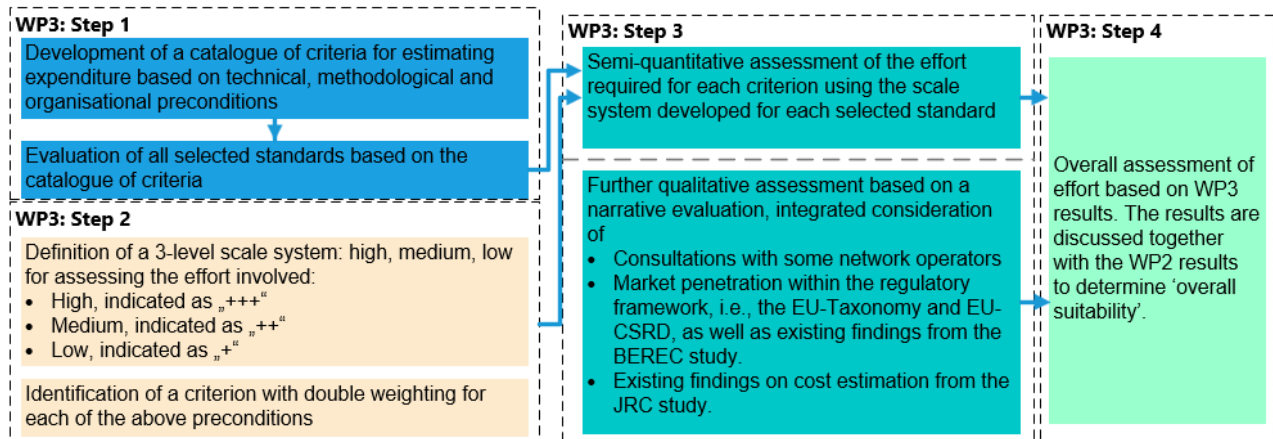 WP3: Step 1
Development of a catalogue of criteria for estimating
expenditure based on technical, methodological and
organisational preconditions
Evaluation of all selected standards based on the
catalogue of criteria
WP3: Step 2
Definition of a 3-level scale system: high, medium, low
for assessing the effort involved:
• High, indicated as „+++“
• Medium, indicated as „++“
• Low, indicated as „+“
Identification of a criterion with double weighting for
each of the above preconditions
WP3: Step 3
Semi-quantitative assessment of the effort
required for each criterion using the scale
system developed for each selected standard
Further qualitative assessment based on a
narrative evaluation, integrated consideration
of
• Consultations with some network operators
• Market penetration within the regulatory
framework, i.e., the EU-Taxonomy and EU-
CSRD, as well as existing findings from the
BEREC study.
• Existing findings on cost estimation from the
JRC study.
WP3: Step 4
Overall assessment of
effort based on WP3
results. The results are
discussed together
with the WP2 results
to determine ‘overall
suitability’.